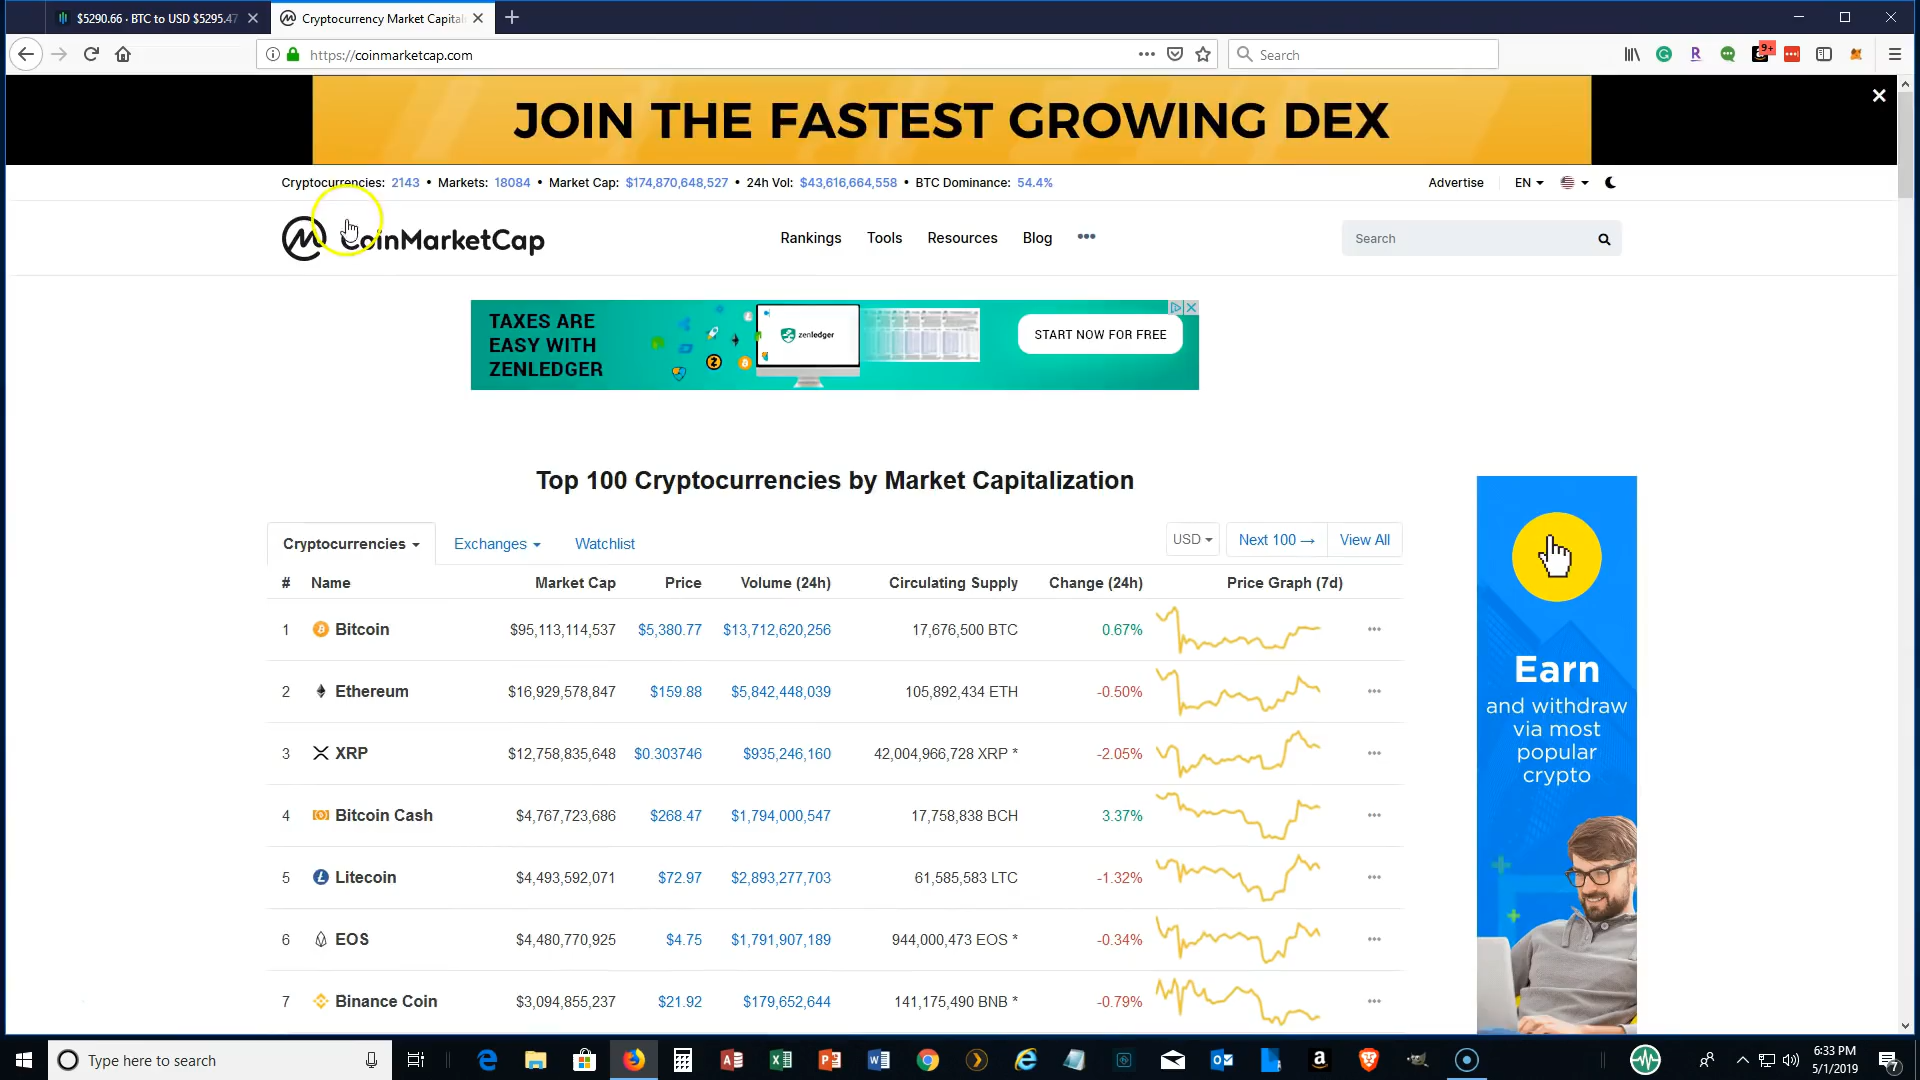 $5290.66 · BTC to USD $5295.47
Cryptocurrency Market Capital
https://coinmarketcap.com
Search
9+
JOIN THE FASTEST GROWING DEX
Cryptocurrencies: 2143 • Markets: 18084 • Market Cap: $174,870,648,527 • 24h Vol: $43,616,664,558 • BTC Dominance: 54.4%
Advertise
EN
CoinMarketCap
Rankings Tools Resources Blog
Search
TAXES ARE
EASY WITH
ZENLEDGER
zenledger
START NOW FOR FREE
Top 100 Cryptocurrencies by Market Capitalization
Cryptocurrencies Exchanges Watchlist USD Next 100 → View All
# Name Market Cap Price Volume (24h) Circulating Supply Change (24h) Price Graph (7d)
1 Bitcoin $95,113,114,537 $5,380.77 $13,712,620,256 17,676,500 BTC 0.67%
2 Ethereum $16,929,578,847 $159.88 $5,842,448,039 105,892,434 ETH -0.50%
3 XRP $12,758,835,648 $0.303746 $935,246,160 42,004,966,728 XRP * -2.05%
4 Bitcoin Cash $4,767,723,686 $268.47 $1,794,000,547 17,758,838 BCH 3.37%
5 Litecoin $4,493,592,071 $72.97 $2,893,277,703 61,585,583 LTC -1.32%
6 EOS $4,480,770,925 $4.75 $1,791,907,189 944,000,473 EOS * -0.34%
7 Binance Coin $3,094,855,237 $21.92 $179,652,644 141,175,490 BNB * -0.79%
Earn
and withdraw
via most
popular
crypto
Type here to search
6:33 PM
5/1/2019
7